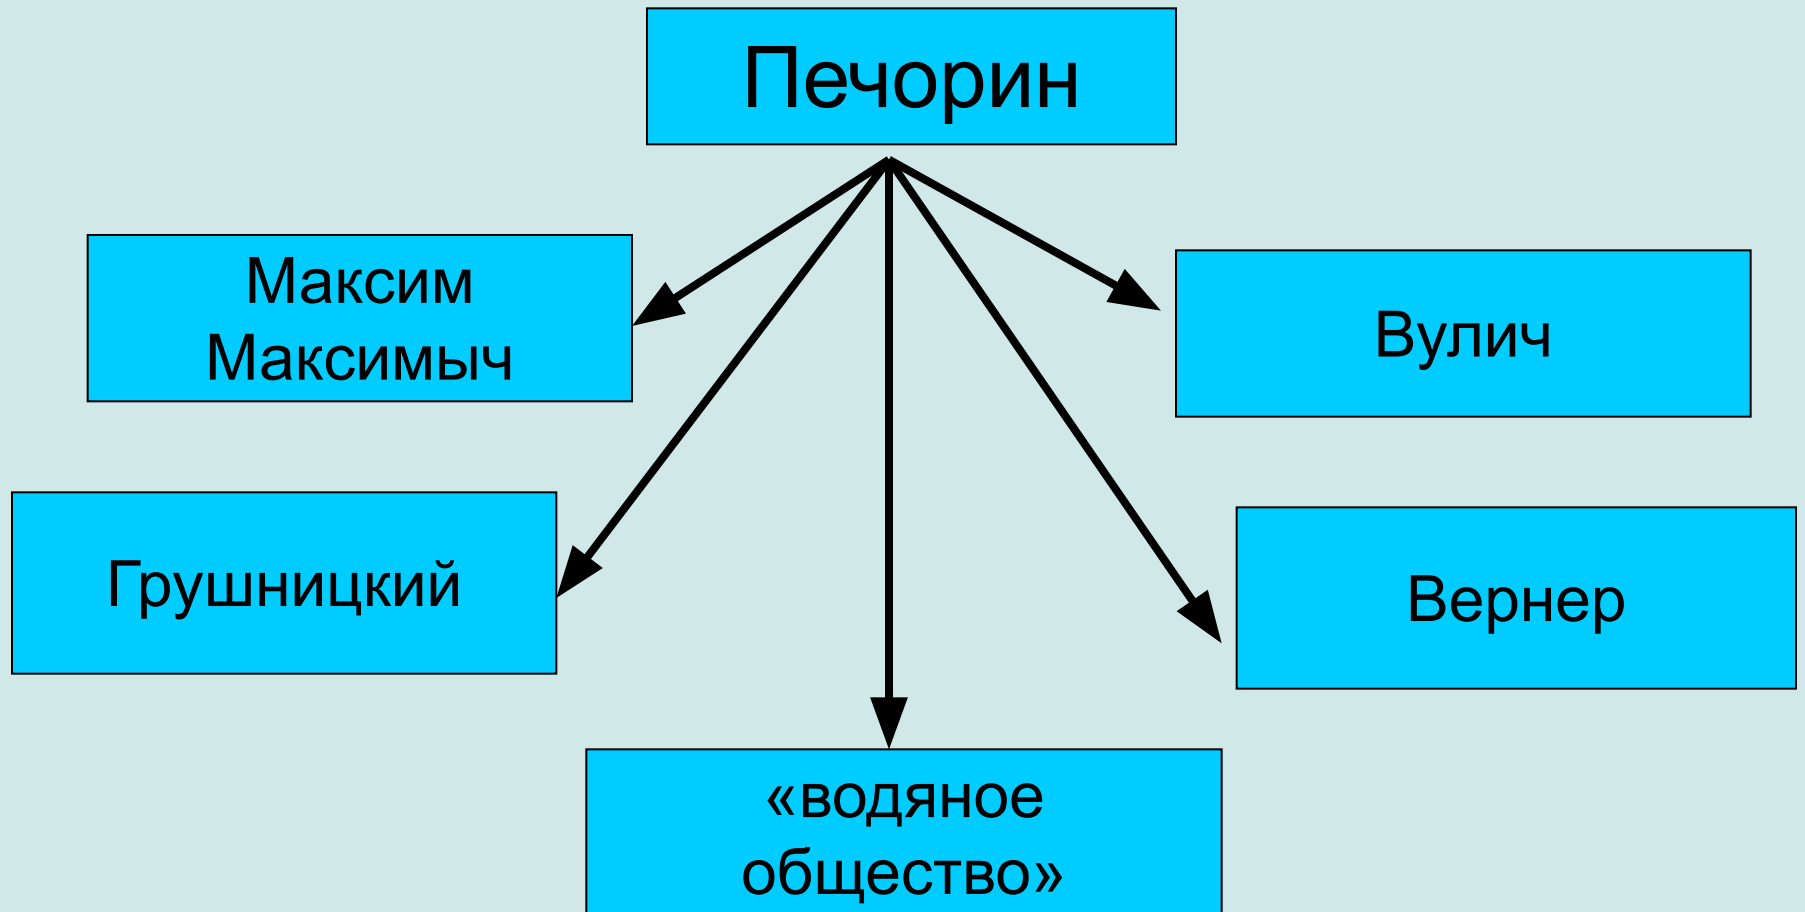 Печорин
Максим
Максимыч
Вулич
Грушницкий
Вернер
«водяное
общество»